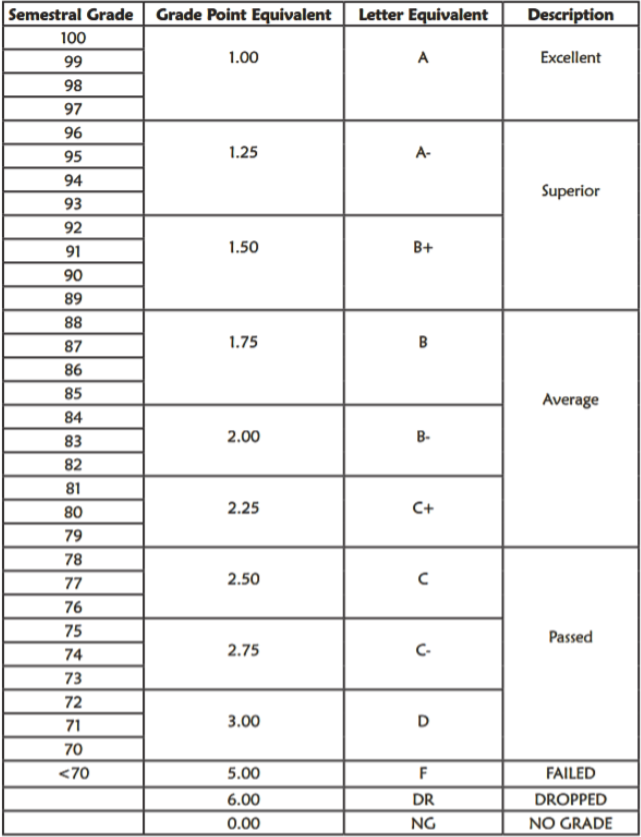 Semestral Grade Grade Point Equivalent Letter Equivalent Description
100
99 1.00 A Excellent
98
97
96
95 1.25 A-
94
93 Superior
92
91 1.50 B+
90
89
88
87 1.75 B
86
85 Average
84
83 2.00 B-
82
81
80 2.25 C+
79
78
77 2.50 C
76
75 Passed
74 2.75 C-
73
72
71 3.00 D
70
<70 5.00 F FAILED
6.00 DR DROPPED
0.00 NG NO GRADE